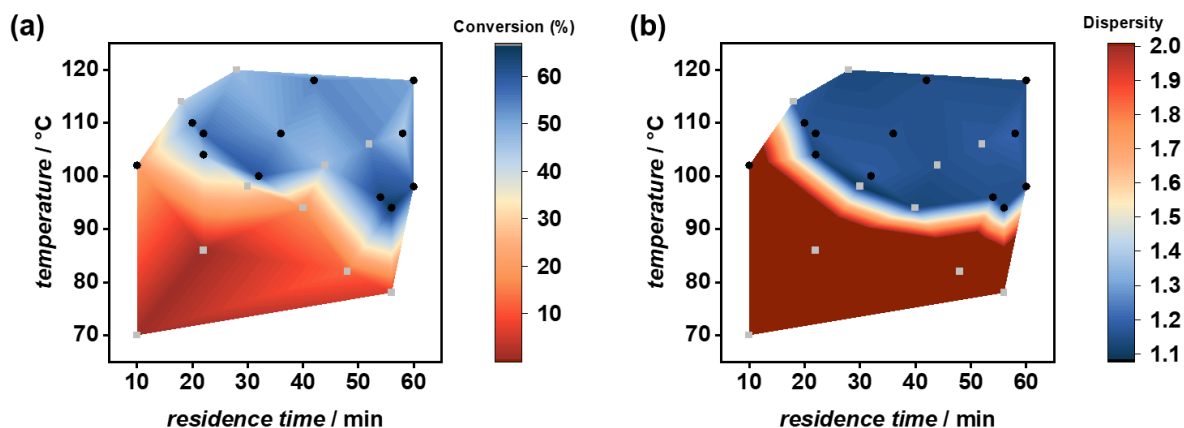 (a)
Conversion (%)
120
110
100
90
80
70
temperature / °C
10 20 30 40 50 60
residence time / min
60
50
40
30
20
10
(b)
Dispersity
120
110
100
90
80
70
temperature / °C
10 20 30 40 50 60
residence time / min
2.0
1.9
1.8
1.7
1.6
1.5
1.4
1.3
1.2
1.1